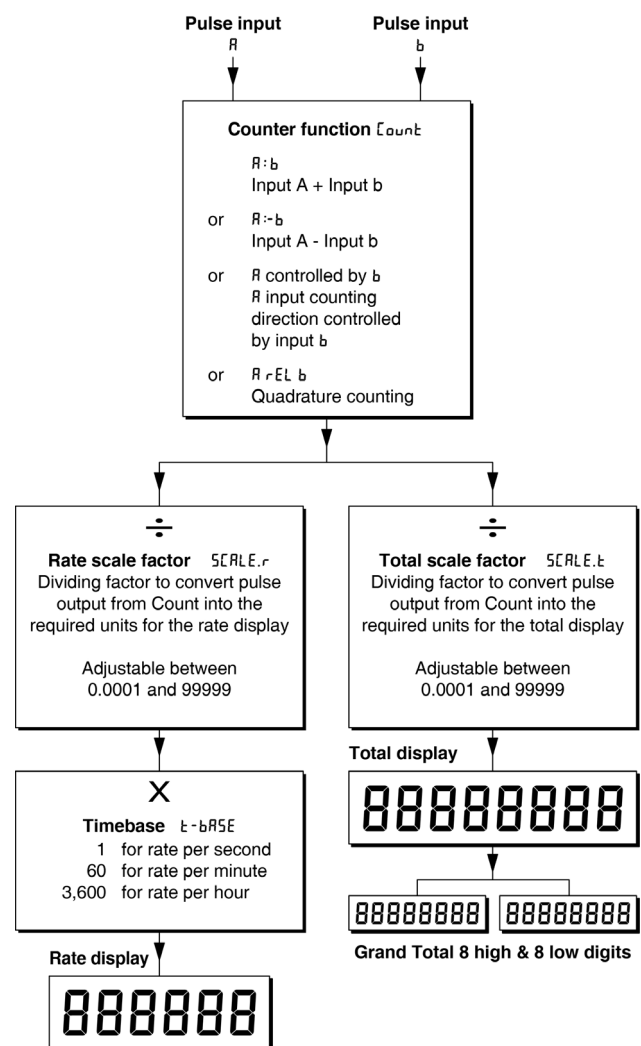 Pulse input
A
Pulse input
b
Counter function Count
A:b
Input A + Input b
or A:-b
Input A - Input b
or A controlled by b
A input counting
direction controlled
by input b
or A rEL b
Quadrature counting
÷
Rate scale factor SCALE.r
Dividing factor to convert pulse
output from Count into the
required units for the rate display
Adjustable between
0.0001 and 99999
÷
Total scale factor SCALE.t
Dividing factor to convert pulse
output from Count into the
required units for the total display
Adjustable between
0.0001 and 99999
X
Timebase t-bASE
1 for rate per second
60 for rate per minute
3,600 for rate per hour
Rate display
888888
Total display
88888888
88888888 88888888
Grand Total 8 high & 8 low digits